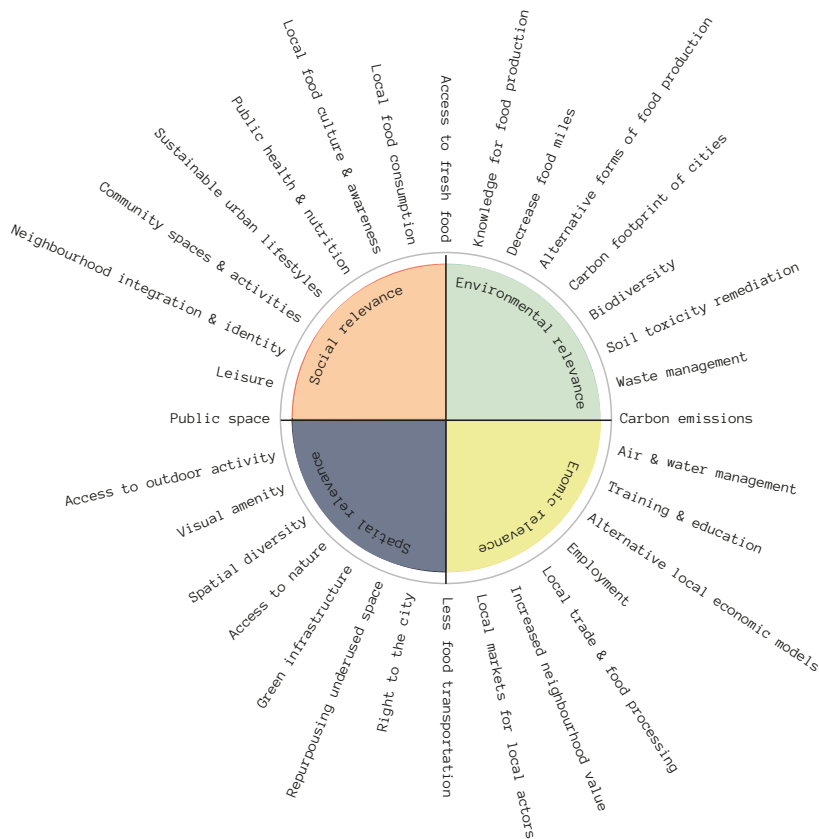 Access to fresh food
Knowledge for food production
Decrease food miles
Alternative forms of food production
Carbon footprint of cities
Biodiversity
Soil toxicity remediation
Waste management
Carbon emissions
Air & water management
Training & education
Alternative local economic models
Employment
Local trade & food processing
Increased neighbourhood value
Local markets for local actors
Less food transportation
Right to the city
Repurpousing underused space
Green infrastructure
Access to nature
Spatial diversity
Visual amenity
Access to outdoor activity
Public space
Leisure
Neighbourhood integration & identity
Community spaces & activities
Sustainable urban lifestyles
Public health & nutrition
Local food culture & awareness
Local food consumption
Social relevance
Environmental relevance
Enomic relevance
Spatial relevance